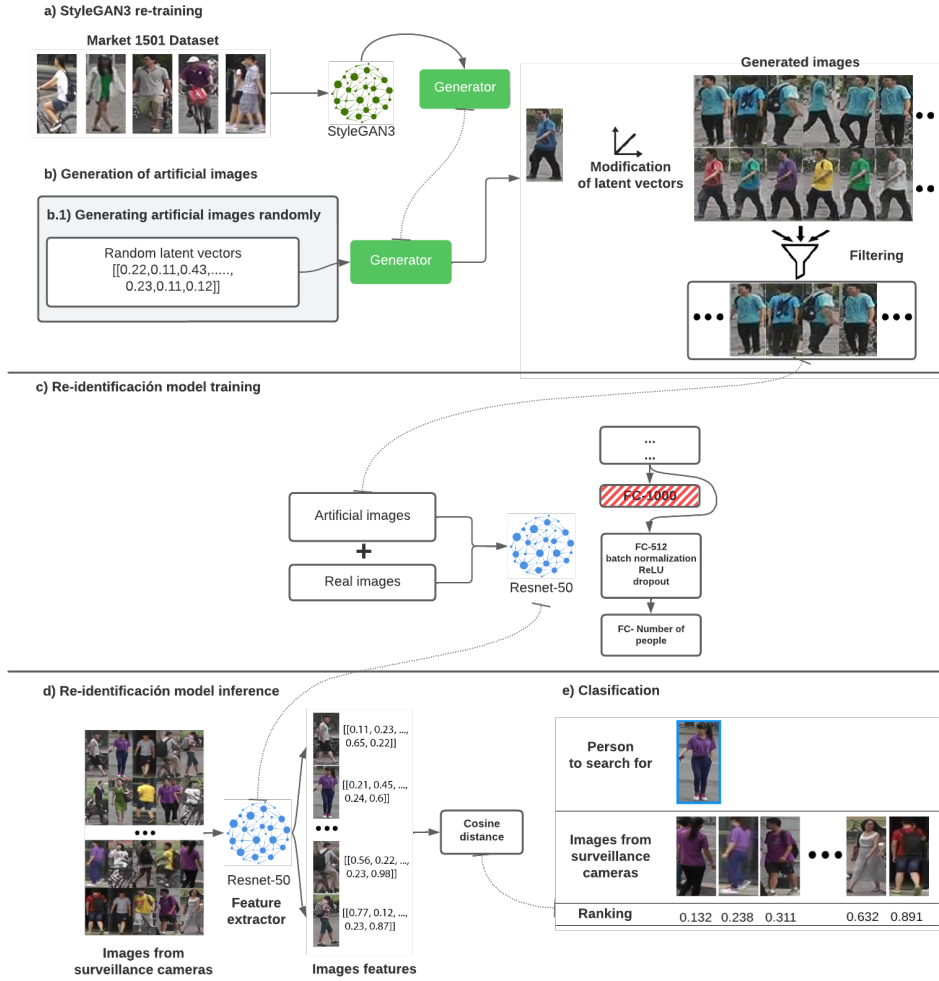 a) StyleGAN3 re-training
Market 1501 Dataset
StyleGAN3
Generator
Generated images
Modification
of latent vectors
b) Generation of artificial images
b.1) Generating artificial images randomly
Random latent vectors
[[0.22,0.11,0.43,.....,
0.23,0.11,0.12]]
Generator
Filtering
c) Re-identificación model training
Artificial images
+
Real images
Resnet-50
...
...
FC-1000
FC-512
batch normalization
ReLU
dropout
FC- Number of
people
d) Re-identificación model inference
Images from
surveillance cameras
Resnet-50
Feature
extractor
[[0.11, 0.23, ...,
0.65, 0.22]]
[[0.21, 0.45, ...,
0.24, 0.6]]
[[0.56, 0.22, ...,
0.23, 0.98]]
[[0.77, 0.12, ...,
0.23, 0.87]]
Images features
Cosine
distance
e) Clasification
Person
to search for
Images from
surveillance
cameras
Ranking
0.132 0.238 0.311 0.632 0.891